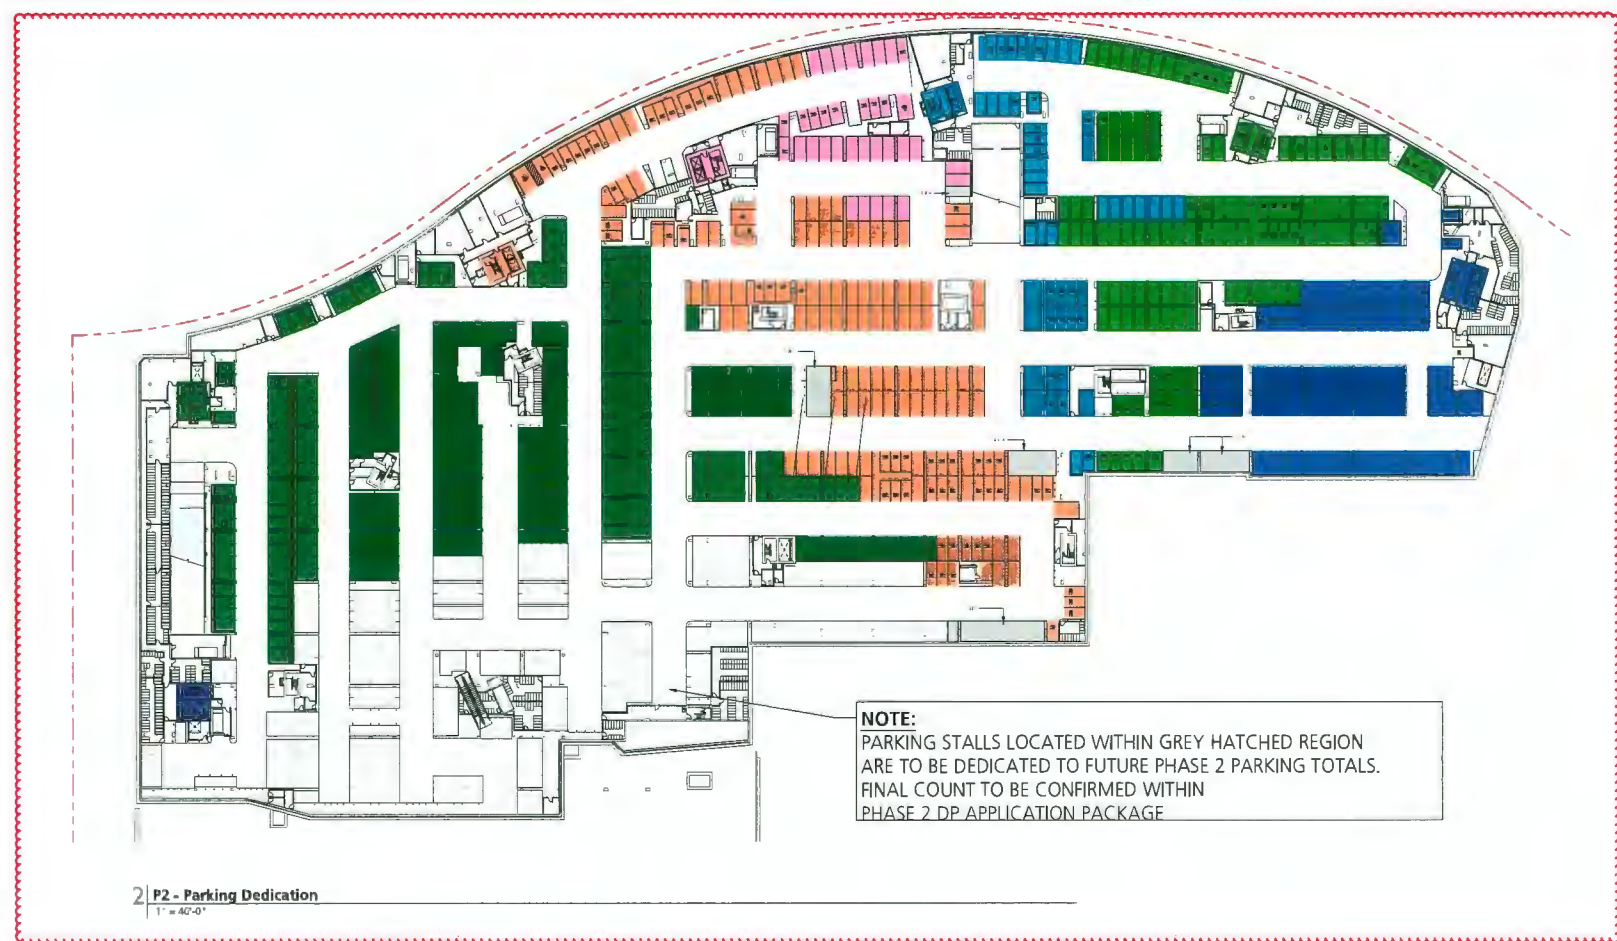 NOTE:
PARKING STALLS LOCATED WITHIN GREY HATCHED REGION
ARE TO BE DEDICATED TO FUTURE PHASE 2 PARKING TOTALS.
FINAL COUNT TO BE CONFIRMED WITHIN
PHASE 2 DP APPLICATION PACKAGE
2 P2 - Parking Dedication
1" = 40'-0"